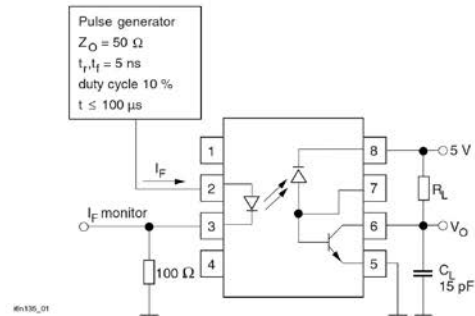 Pulse generator
Z_O = 50 Ω
t_r,t_f = 5 ns
duty cycle 10 %
t ≤ 100 µs
I_F
I_F monitor
100 Ω
1
2
3
4
8
7
6
5
5 V
R_L
V_O
C_L
15 pF